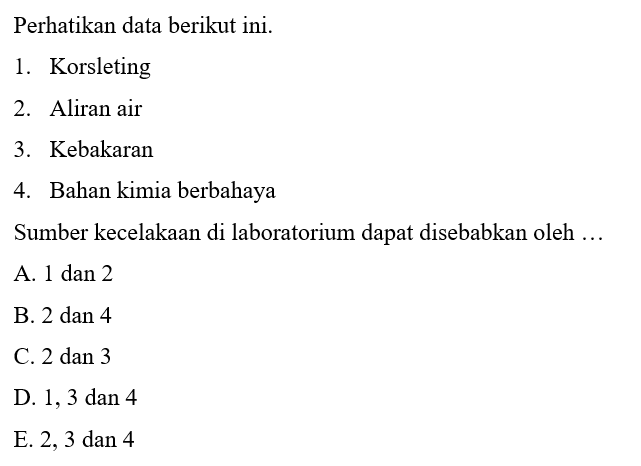 Perhatikan data berikut ini.
1. Korsleting
2. Aliran air
3. Kebakaran
4. Bahan kimia berbahaya
Sumber kecelakaan di laboratorium dapat disebabkan oleh …
A. 1 dan 2
B. 2 dan 4
C. 2 dan 3
D. 1, 3 dan 4
E. 2, 3 dan 4